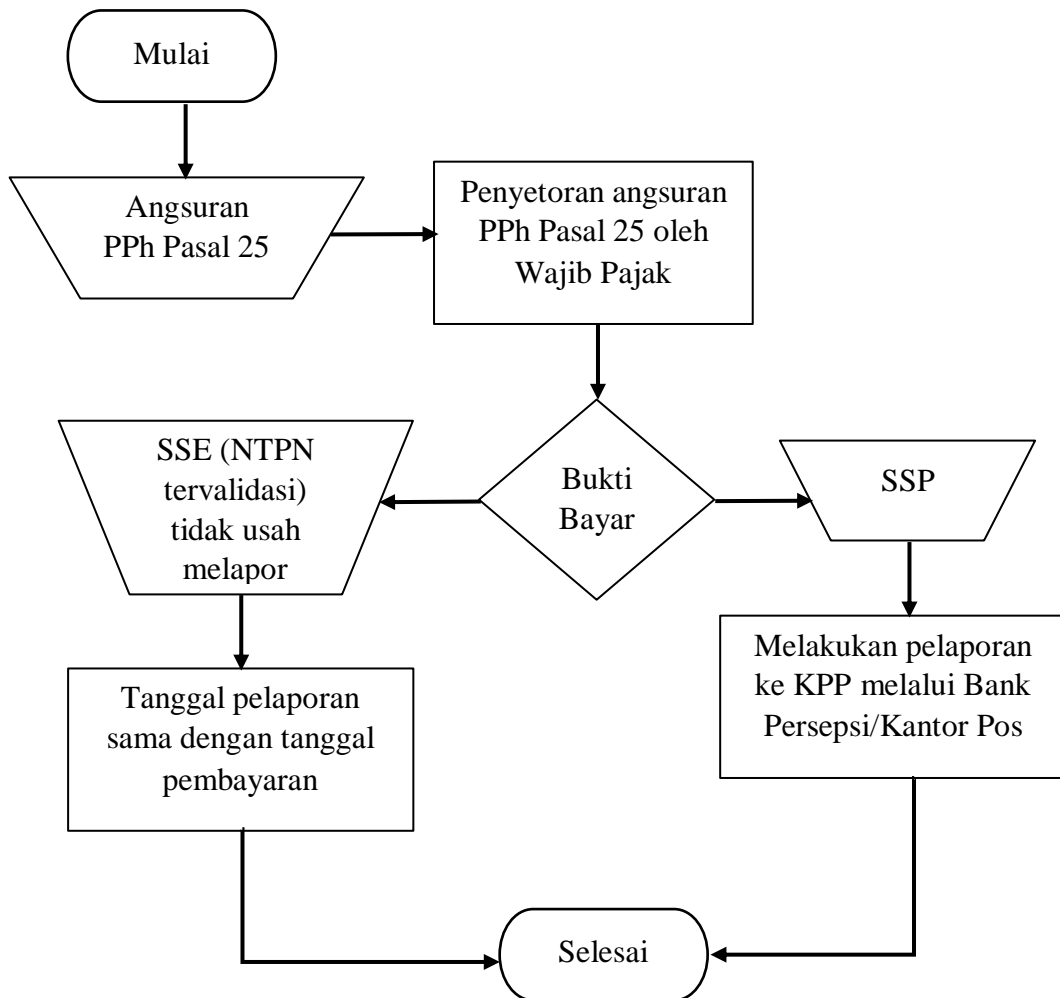 Mulai
Angsuran
PPh Pasal 25
Penyetoran angsuran
PPh Pasal 25 oleh
Wajib Pajak
Bukti
Bayar
SSE (NTPN
tervalidasi)
tidak usah
melapor
SSP
Tanggal pelaporan
sama dengan tanggal
pembayaran
Melakukan pelaporan
ke KPP melalui Bank
Persepsi/Kantor Pos
Selesai